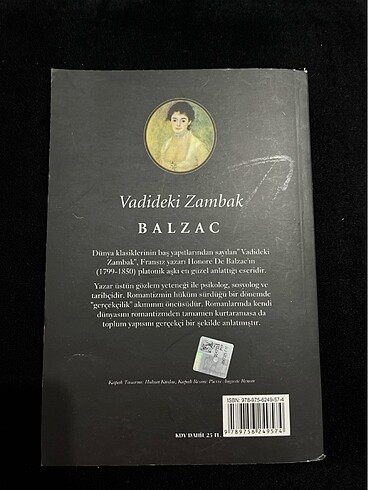 Vadideki Zambak
BALZAC
Dünya klasiklerinin baş yapıtlarından sayılan" Vadideki
Zambak", Fransız yazarı Honore De Balzac'ın
(1799-1850) platonik aşkı en güzel anlattığı eseridir.
Yazar üstün gözlem yeteneği ile psikolog, sosyolog ve
tarihçidir. Romantizmin hüküm sürdüğü bir dönemde
"gerçekçilik" akımının öncüsüdür. Romanlarında kendi
dünyasını romantizmden tamamen kurtaramasa da
toplum yapısını gerçekçi bir şekilde anlatmıştır.
Kapak Tasarımı: Hakan Kapak Resmi: Pierre Auguste Renoir
ISBN: 978-975-6249-57-4
9 789756 249574
KDV DAHİL 25 TL.